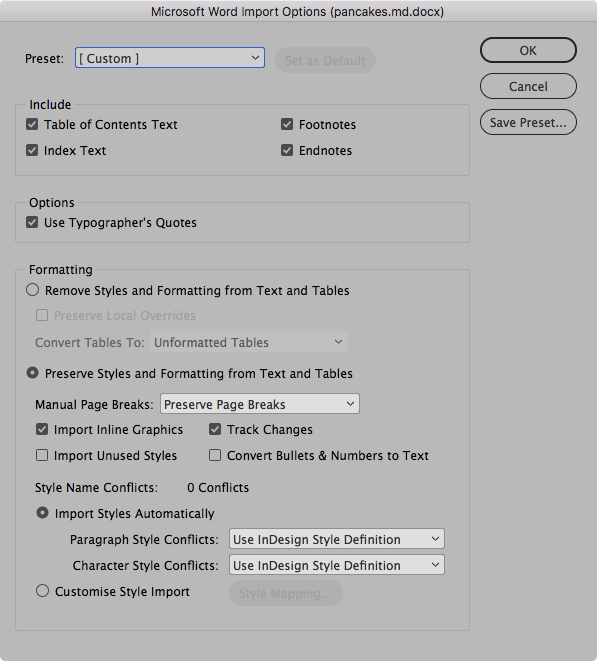 Microsoft Word Import Options (pancakes.md.docx)
Preset: [ Custom ] Set as Default OK
Cancel
Save Preset...
Include
Table of Contents Text Footnotes
Index Text Endnotes
Options
Use Typographer's Quotes
Formatting
Remove Styles and Formatting from Text and Tables
Preserve Local Overrides
Convert Tables To: Unformatted Tables
Preserve Styles and Formatting from Text and Tables
Manual Page Breaks: Preserve Page Breaks
Import Inline Graphics Track Changes
Import Unused Styles Convert Bullets & Numbers to Text
Style Name Conflicts: 0 Conflicts
Import Styles Automatically
Paragraph Style Conflicts: Use InDesign Style Definition
Character Style Conflicts: Use InDesign Style Definition
Customise Style Import Style Mapping...